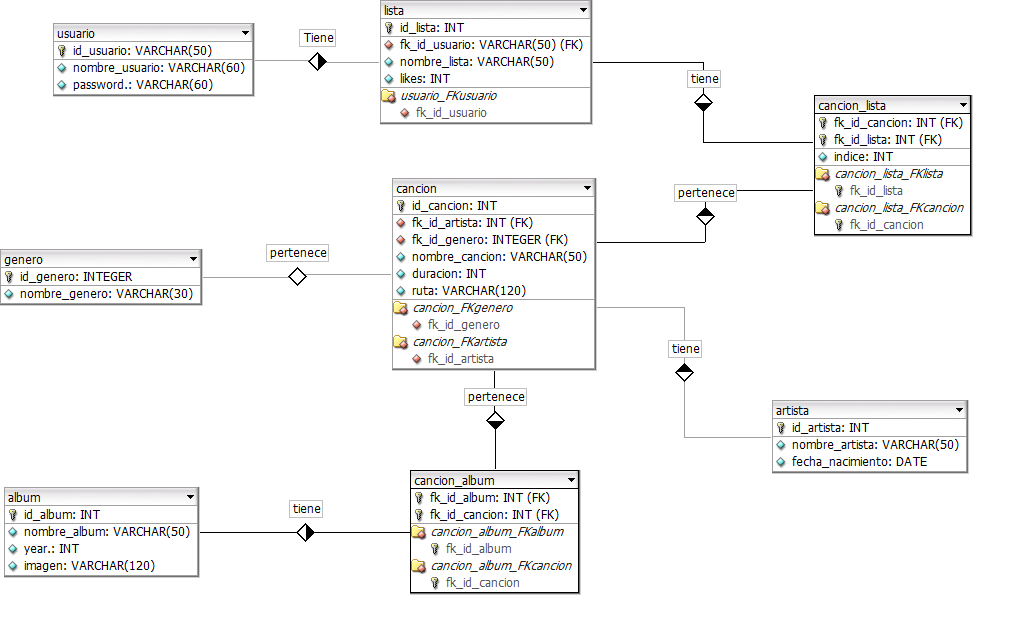 usuario
id_usuario: VARCHAR(50)
nombre_usuario: VARCHAR(60)
password.: VARCHAR(60)
Tiene
lista
id_lista: INT
fk_id_usuario: VARCHAR(50) (FK)
nombre_lista: VARCHAR(50)
likes: INT
usuario_FKusuario
fk_id_usuario
tiene
cancion_lista
fk_id_cancion: INT (FK)
fk_id_lista: INT (FK)
indice: INT
cancion_lista_FKlista
fk_id_lista
cancion_lista_FKcancion
fk_id_cancion
pertenece
cancion
id_cancion: INT
fk_id_artista: INT (FK)
fk_id_genero: INTEGER (FK)
nombre_cancion: VARCHAR(50)
duracion: INT
ruta: VARCHAR(120)
cancion_FKgenero
fk_id_genero
cancion_FKartista
fk_id_artista
pertenece
genero
id_genero: INTEGER
nombre_genero: VARCHAR(30)
tiene
artista
id_artista: INT
nombre_artista: VARCHAR(50)
fecha_nacimiento: DATE
pertenece
cancion_album
fk_id_album: INT (FK)
fk_id_cancion: INT (FK)
cancion_album_FKalbum
fk_id_album
cancion_album_FKcancion
fk_id_cancion
tiene
album
id_album: INT
nombre_album: VARCHAR(50)
year.: INT
imagen: VARCHAR(120)